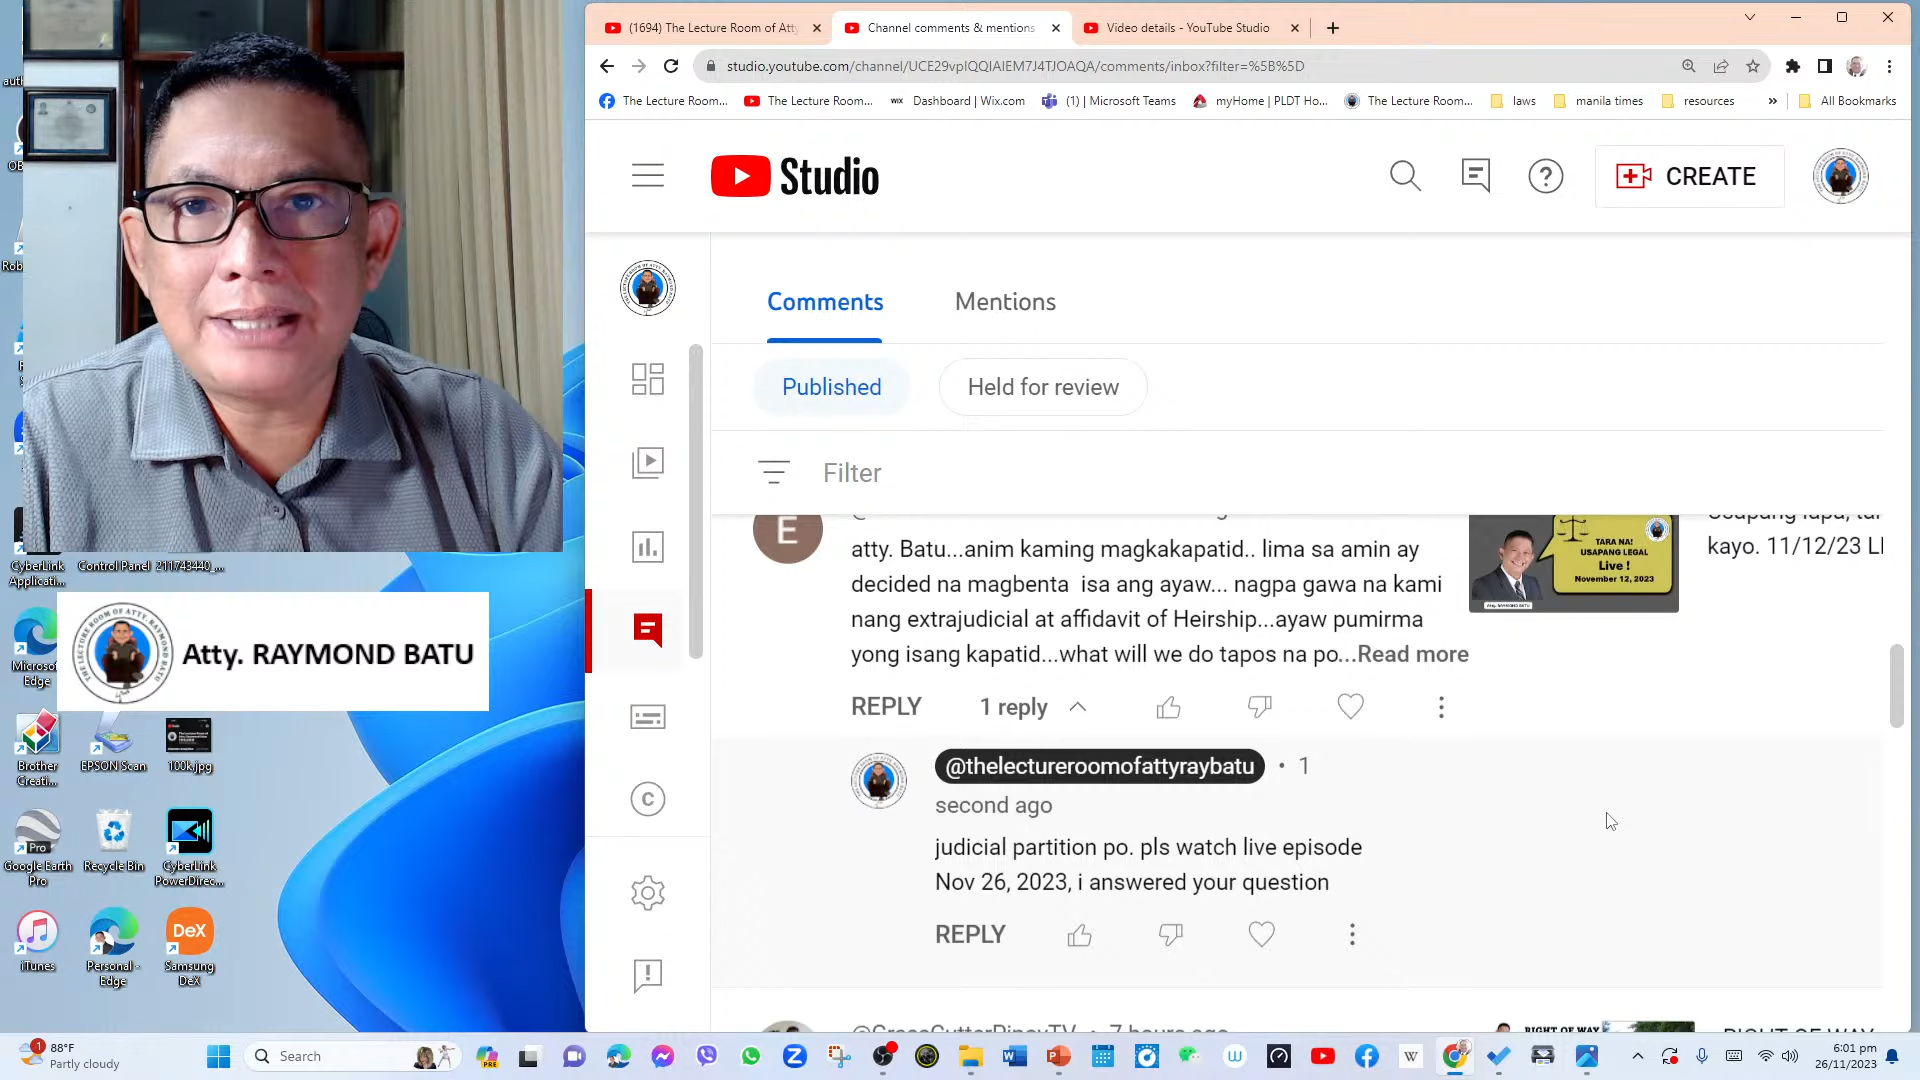 (1694) The Lecture Room of Atty
Channel comments & mentions
Video details - YouTube Studio
studio.youtube.com/channel/UCE29vpIQQIAIEM7J4TJOAQA/comments/inbox?filter=%5B%5D
The Lecture Room...
The Lecture Room...
Dashboard | Wix.com
(1) | Microsoft Teams
myHome | PLDT Ho...
The Lecture Room...
laws
manila times
resources
All Bookmarks
Studio
CREATE
Comments
Mentions
Published
Held for review
Filter
E
atty. Batu...anim kaming magkakapatid.. lima sa amin ay
decided na magbenta isa ang ayaw... nagpa gawa na kami
nang extrajudicial at affidavit of Heirship...ayaw pumirma
yong isang kapatid...what will we do tapos na po...Read more
TARA NA!
USAPANG LEGAL
Live !
November 12, 2023
Atty. RAYMOND BATU
kayo. 11/12/23 LI
REPLY
1 reply
@thelectureroomofattyraybatu • 1
second ago
judicial partition po. pls watch live episode
Nov 26, 2023, i answered your question
REPLY
Atty. RAYMOND BATU
CyberLink
Applicati...
Control Panel
211743440_...
Microsof
Edge
Brother
Creati...
EPSON Scan
100k.jpg
Google Earth
Pro
Recycle Bin
CyberLink
PowerDirec...
iTunes
Personal -
Edge
DeX
Samsung
DeX
1
88°F
Partly cloudy
Search
6:01 pm
26/11/2023